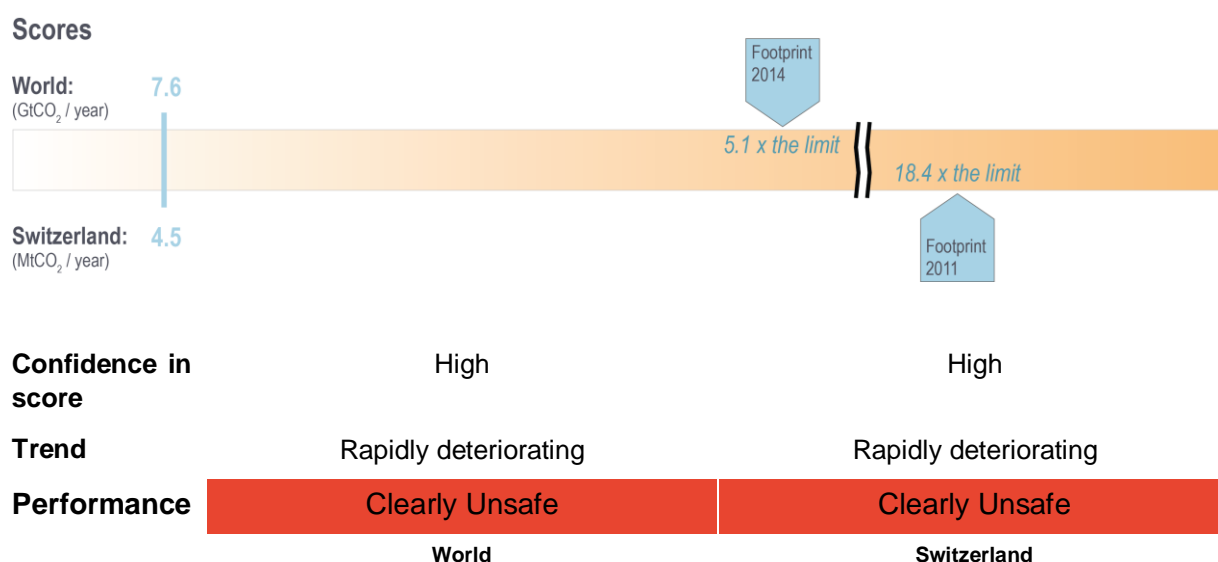 Scores
World: 7.6
(GtCO₂ / year)
Footprint
2014
5.1 x the limit
18.4 x the limit
Switzerland: 4.5
(MtCO₂ / year)
Footprint
2011
Confidence in High High
score
Trend Rapidly deteriorating Rapidly deteriorating
Performance Clearly Unsafe Clearly Unsafe
World Switzerland